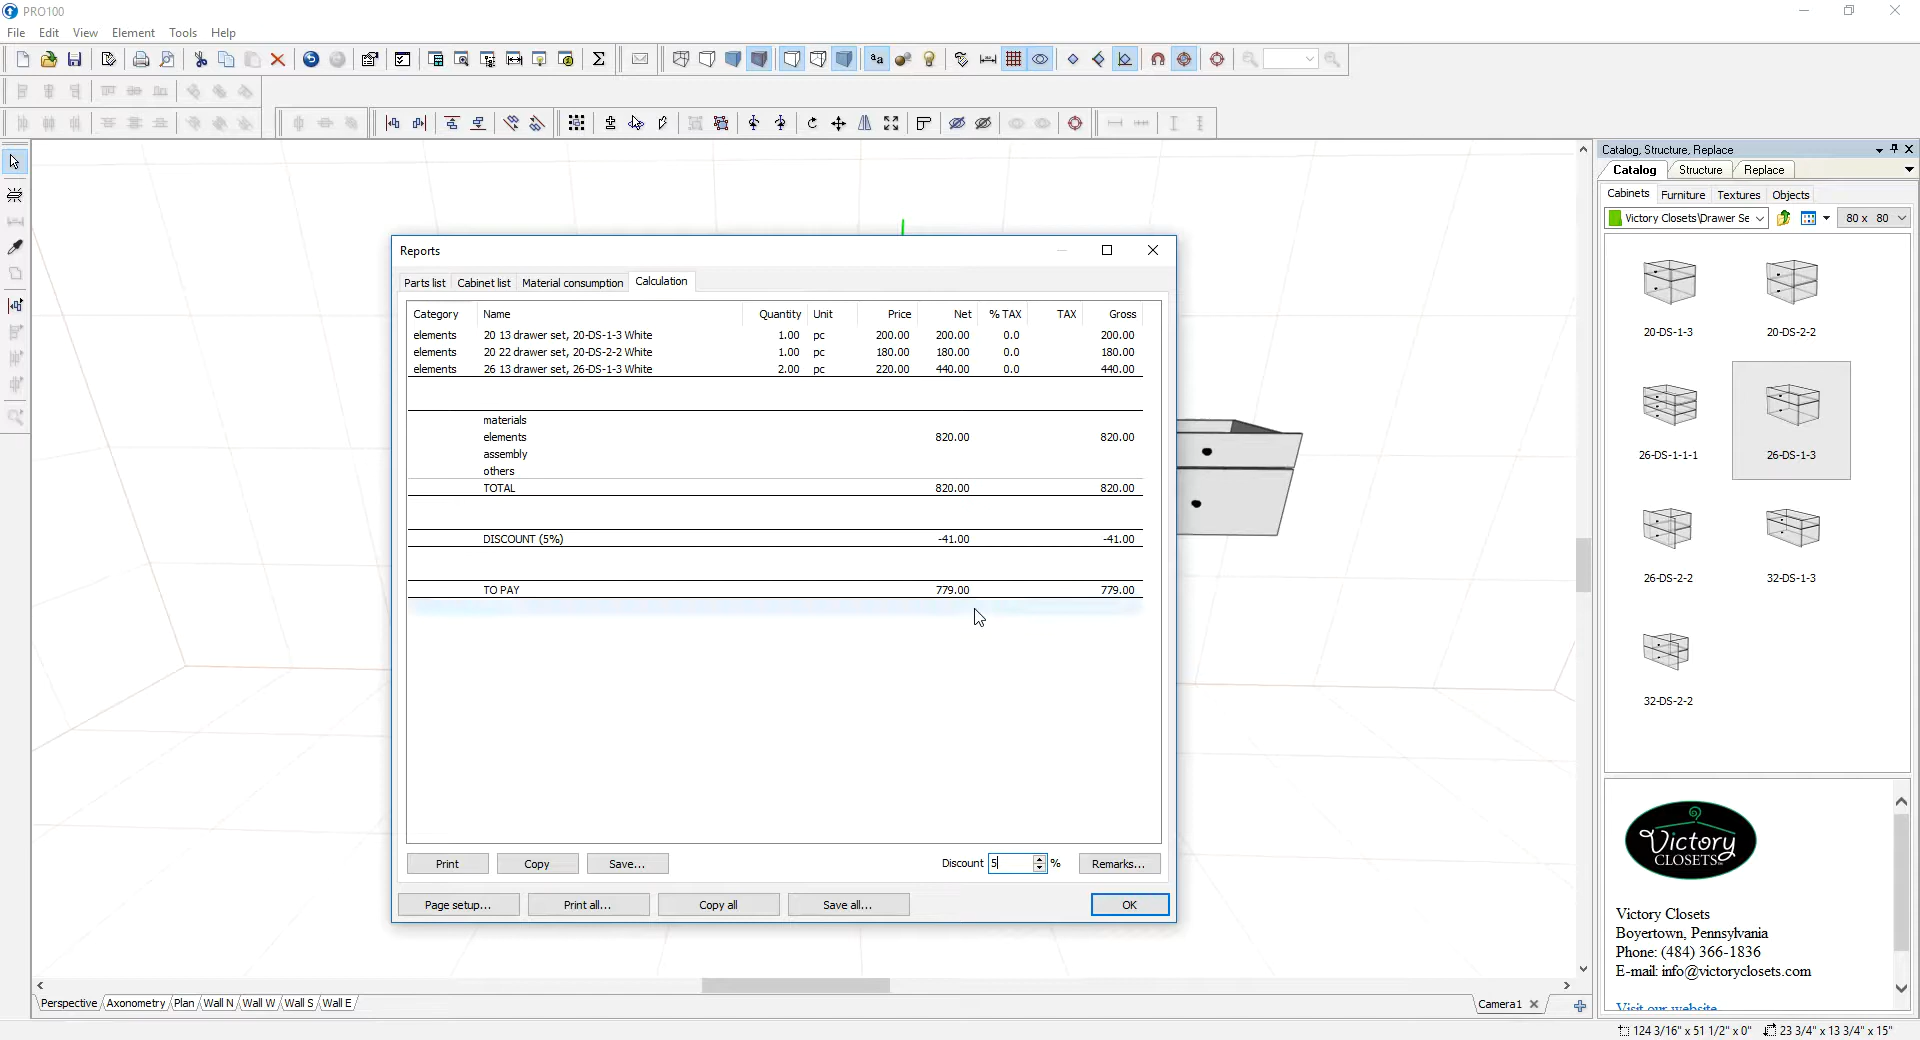 PRO100
File Edit View Element Tools Help
Catalog, Structure, Replace
Catalog Structure Replace
Cabinets Furniture Textures Objects
Victory Closets\Drawer Se 80 x 80
20-DS-1-3 20-DS-2-2
26-DS-1-1-1 26-DS-1-3
26-DS-2-2 32-DS-1-3
32-DS-2-2
Reports
Parts list Cabinet list Material consumption Calculation
Category Name Quantity Unit Price Net % TAX TAX Gross
elements 20 13 drawer set, 20-DS-1-3 White 1.00 pc 200.00 200.00 0.0 200.00
elements 20 22 drawer set, 20-DS-2-2 White 1.00 pc 180.00 180.00 0.0 180.00
elements 26 13 drawer set, 26-DS-1-3 White 2.00 pc 220.00 440.00 0.0 440.00
materials
elements 820.00 820.00
assembly
others
TOTAL 820.00 820.00
DISCOUNT (5%) -41.00 -41.00
TO PAY 779.00 779.00
Print Copy Save... Discount 5 % Remarks...
Page setup... Print all... Copy all Save all... OK
Victory
CLOSETS
Victory Closets
Boyertown, Pennsylvania
Phone: (484) 366-1836
E-mail: info@victoryclosets.com
Visit our website
Perspective Axonometry Plan Wall N Wall W Wall S Wall E Camera1
124 3/16" x 51 1/2" x 0" 23 3/4" x 13 3/4" x 15"